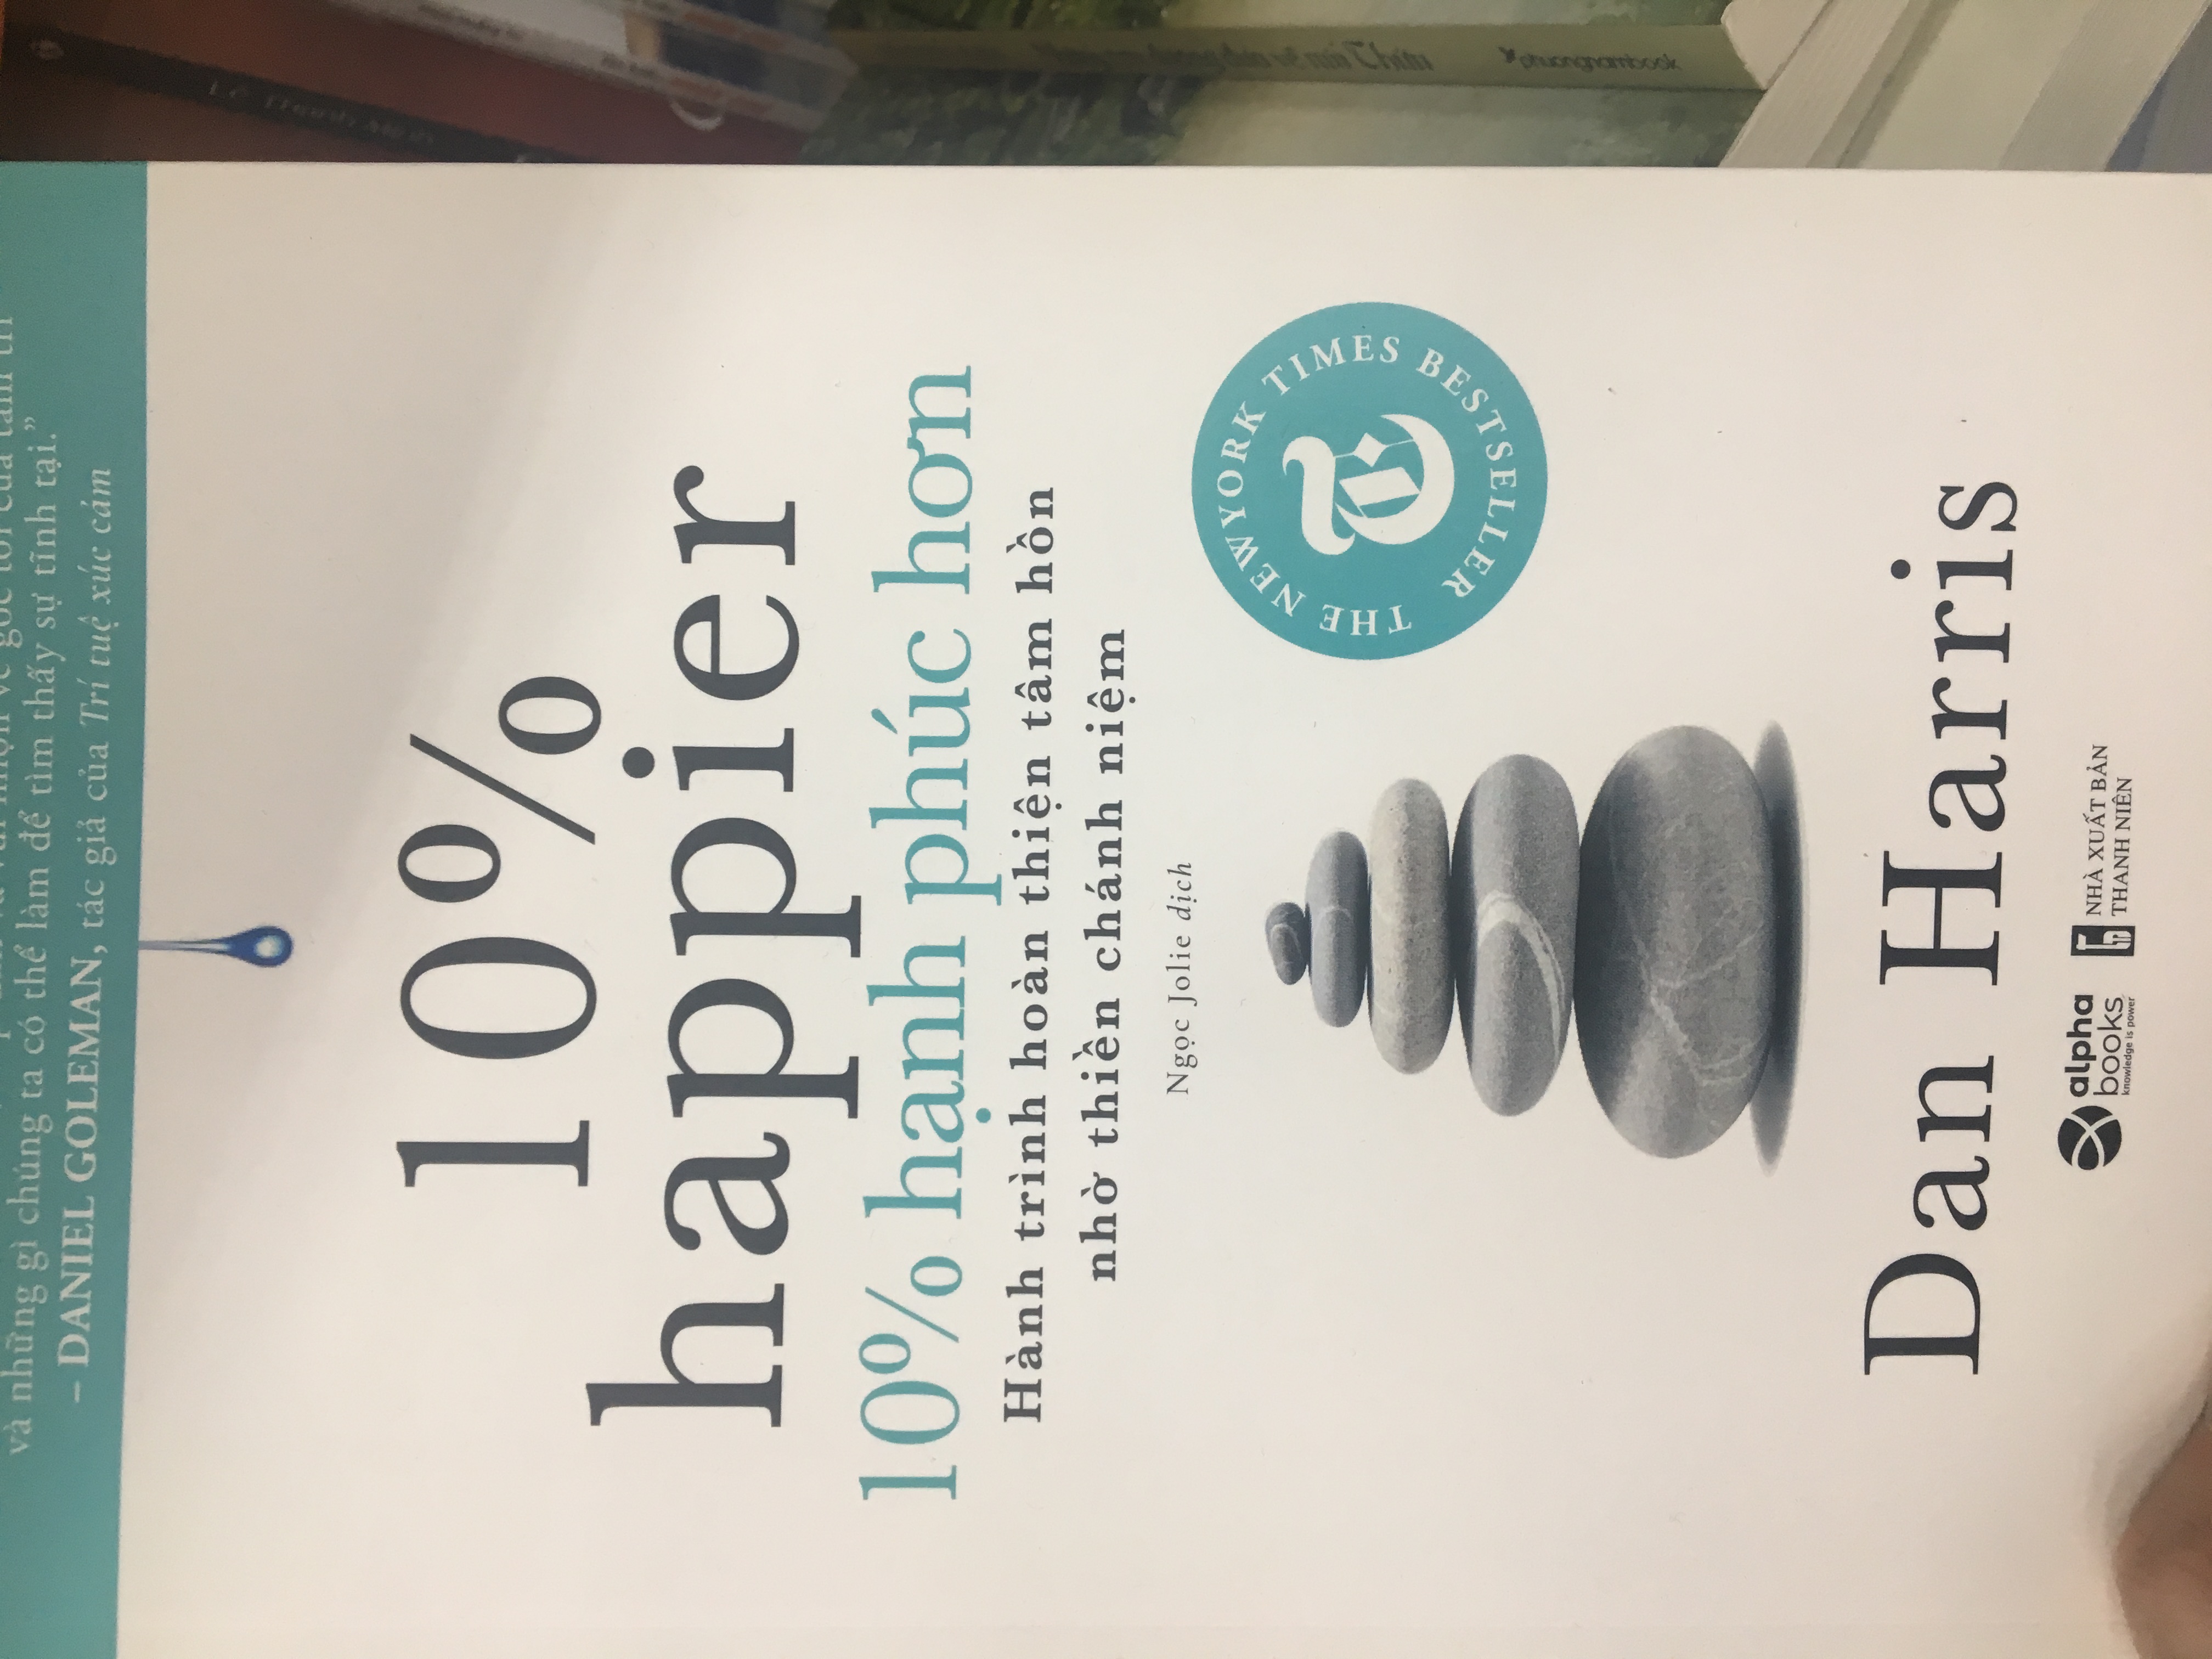 và những gì chúng ta có thể làm để tìm thấy sự tĩnh tại.”
– DANIEL GOLEMAN, tác giả của Trí tuệ xúc cảm
10%
happier
10% hạnh phúc hơn
Hành trình hoàn thiện tâm hồn
nhờ thiền chánh niệm
Ngọc Jolie dịch
THE NEWYORK TIMES BESTSELLER
T
Dan Harris
alpha
books
knowledge is power
NHÀ XUẤT BẢN
THANH NIÊN